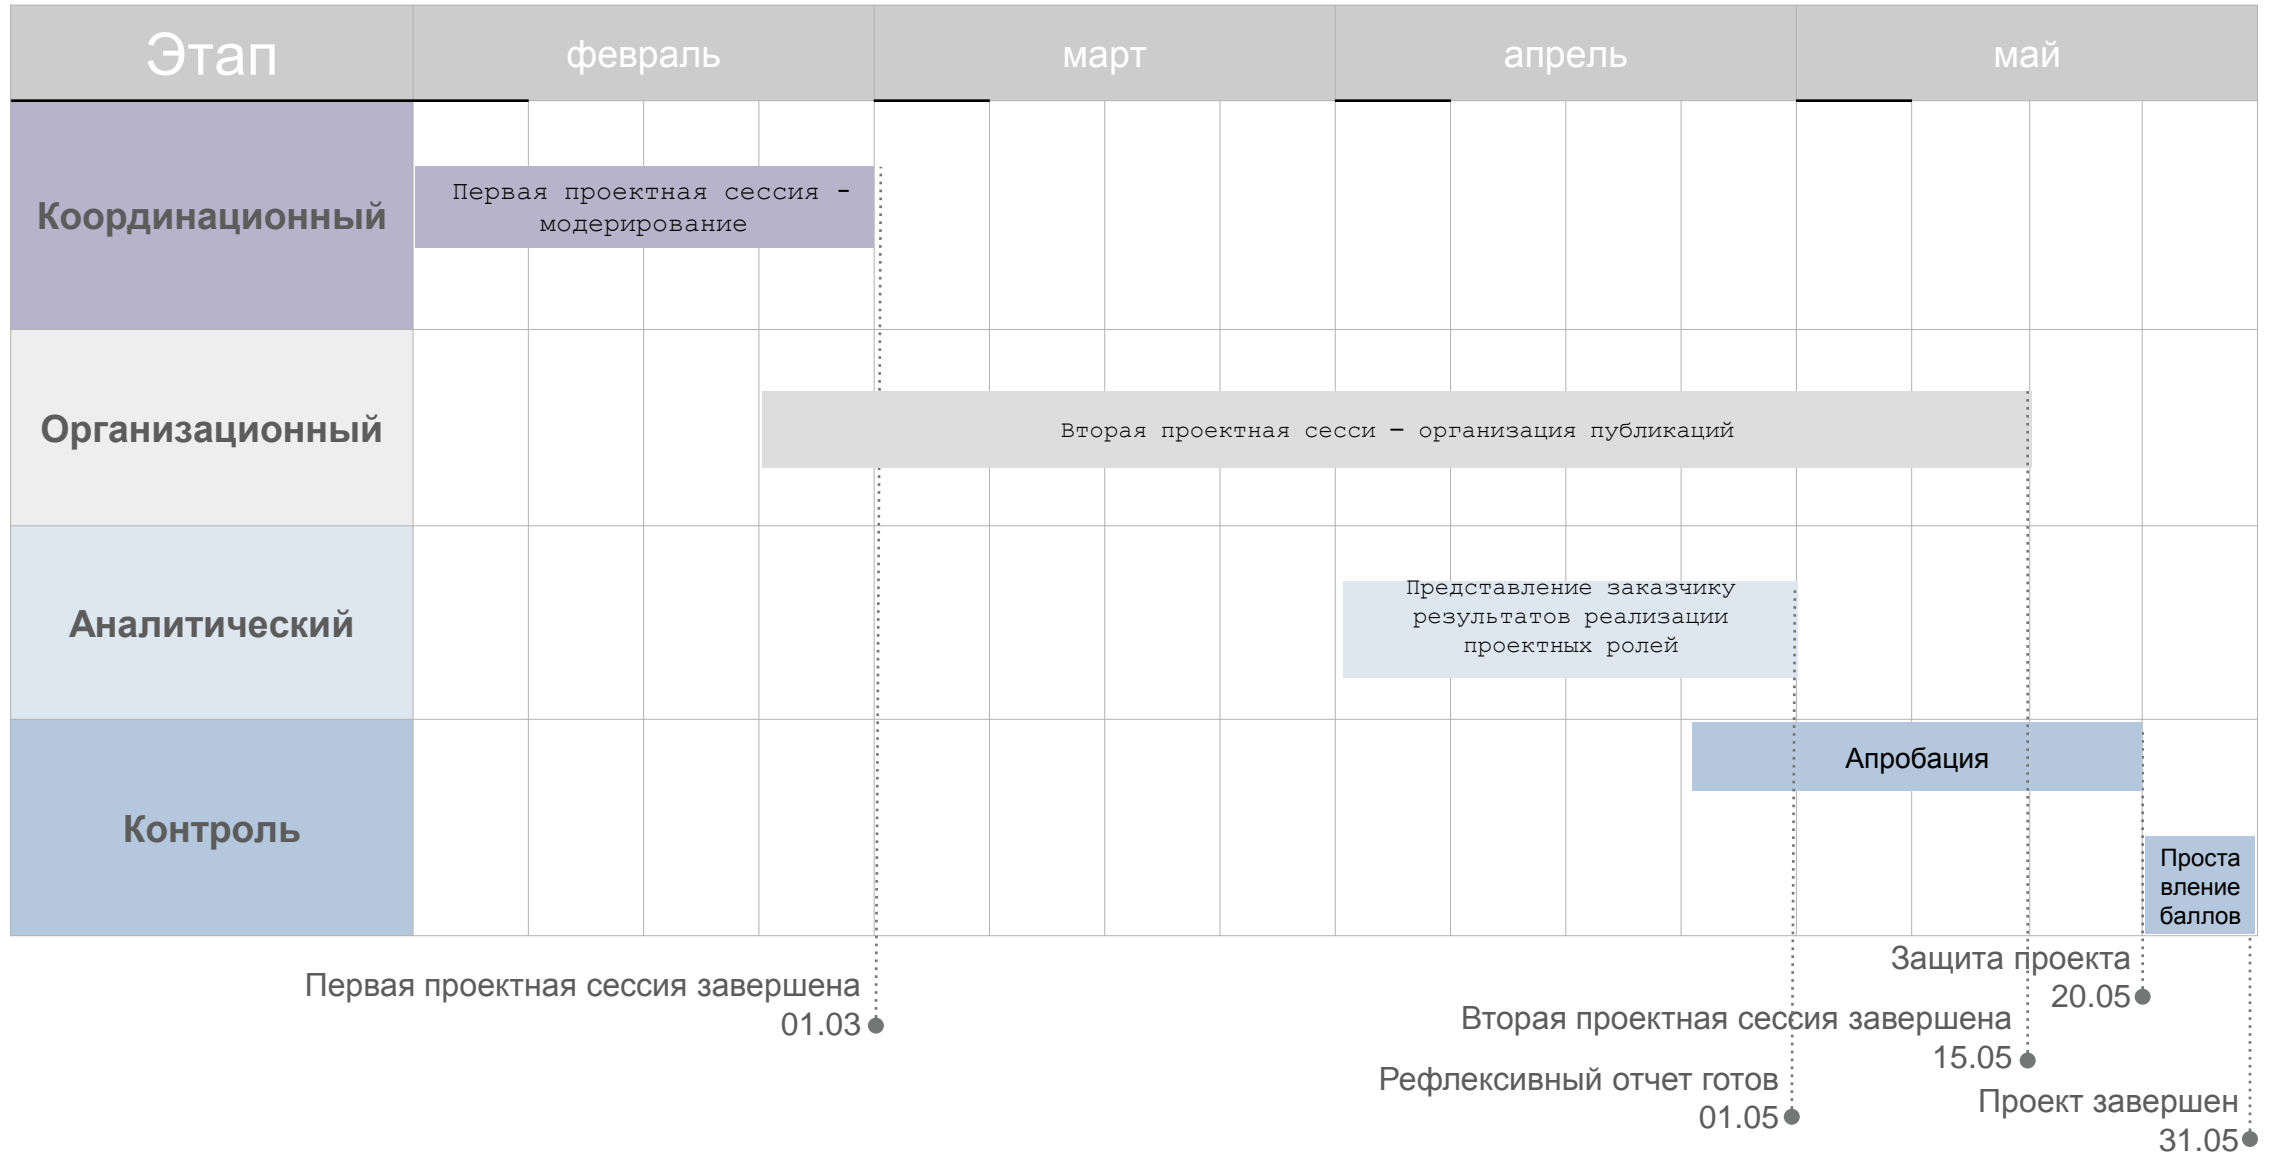 Этап
февраль
март
апрель
май
Координационный
Первая проектная сессия -
модерирование
Организационный
Вторая проектная сесси – организация публикаций
Аналитический
Представление заказчику
результатов реализации
проектных ролей
Контроль
Апробация
Проста
вление
баллов
Первая проектная сессия завершена
01.03
Защита проекта
20.05
Вторая проектная сессия завершена
15.05
Рефлексивный отчет готов
01.05
Проект завершен
31.05